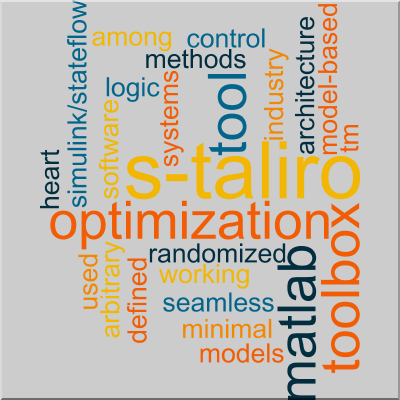 among
control
methods
logic
systems
tool
industry
architecture
model-based
tm
simulink/stateflow
software
heart
s-taliro
optimization
randomized
working
used
arbitrary
defined
seamless
minimal
models
matlab
toolbox